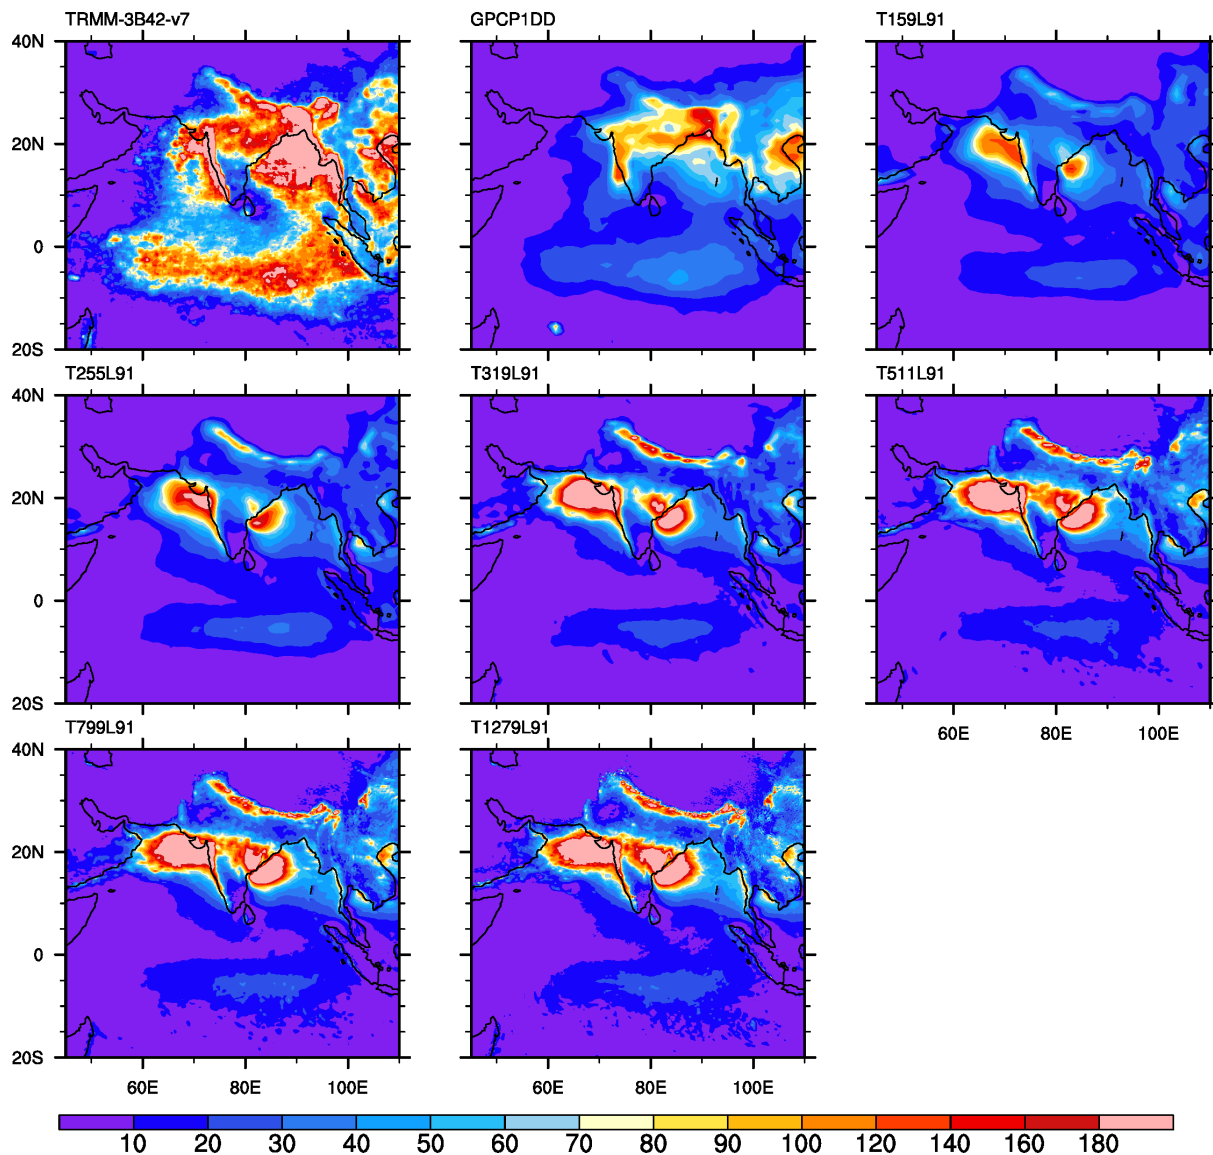 TRMM-3B42-v7 GPCP1DD T159L91
40N
20N
0
20S
T255L91 T319L91 T511L91
40N
20N
0
20S
60E 80E 100E
T799L91 T1279L91
40N
20N
0
20S
60E 80E 100E 60E 80E 100E
10 20 30 40 50 60 70 80 90 100 120 140 160 180